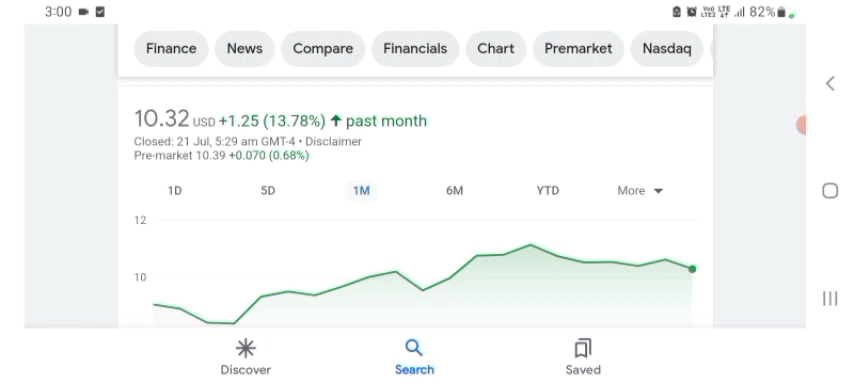 3:00 82%
Finance News Compare Financials Chart Premarket Nasdaq
10.32 USD +1.25 (13.78%) ↑ past month
Closed: 21 Jul, 5:29 am GMT-4 • Disclaimer
Pre-market 10.39 +0.070 (0.68%)
1D 5D 1M 6M YTD More
12
10
Discover Search Saved